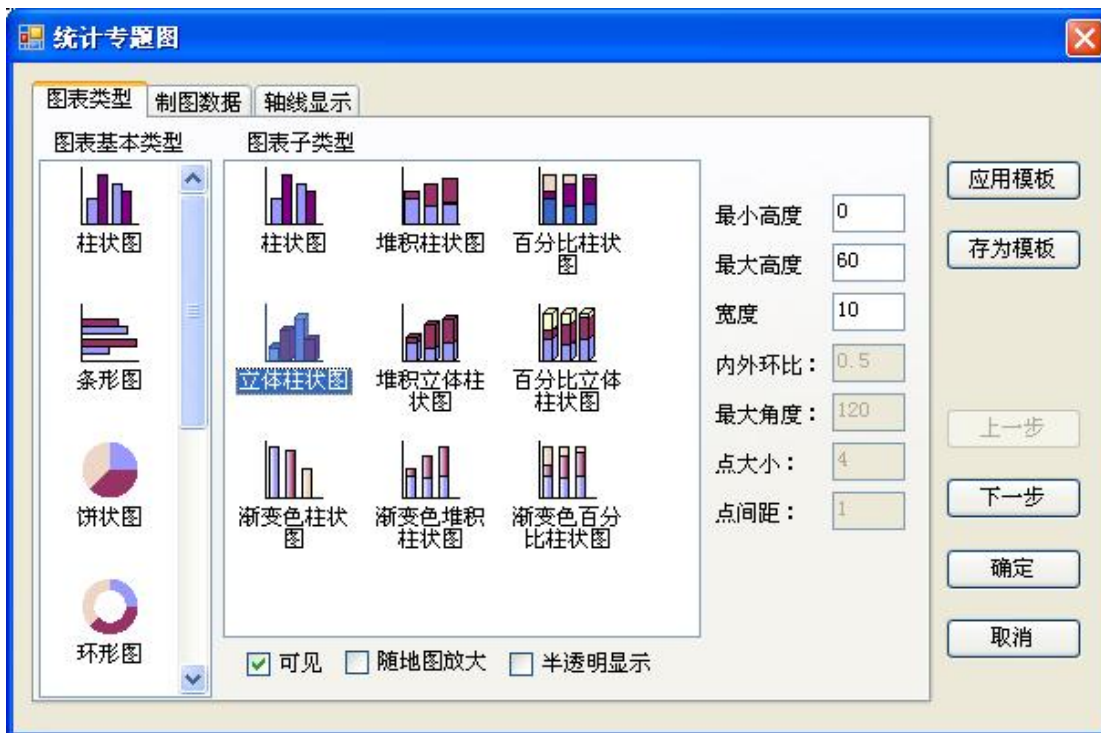 统计专题图
图表类型 制图数据 轴线显示
图表基本类型
柱状图
条形图
饼状图
环形图
图表子类型
柱状图 堆积柱状图 百分比柱状
图
立体柱状图 堆积立体柱 百分比立体
状图 柱状图
渐变色柱状 渐变色堆积 渐变色百分
图 柱状图 比柱状图
可见 随地图放大 半透明显示
最小高度 0
最大高度 60
宽度 10
内外环比： 0.5
最大角度： 120
点大小： 4
点间距： 1
应用模板
存为模板
上一步
下一步
确定
取消